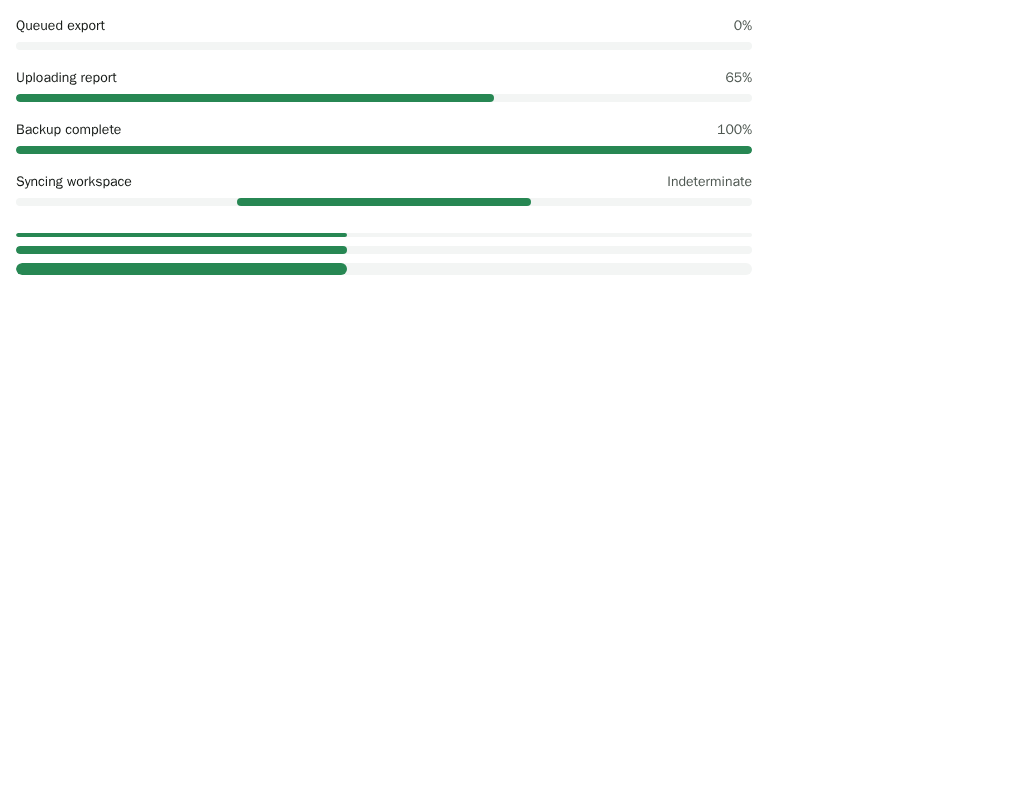 Queued export 0%
Uploading report 65%
Backup complete 100%
Syncing workspace Indeterminate